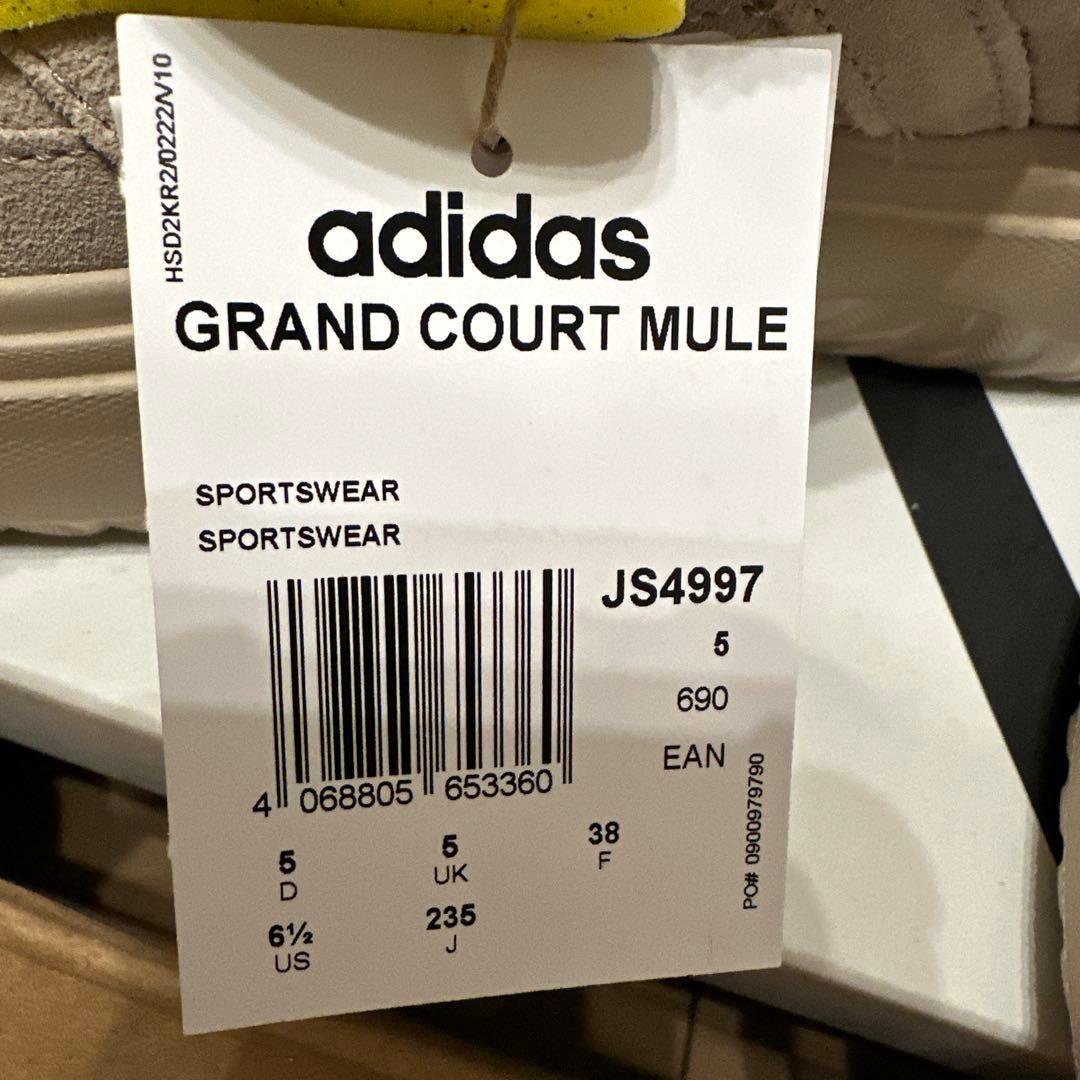 HSD2KR2/0222/V10
adidas
GRAND COURT MULE
SPORTSWEAR
SPORTSWEAR
JS4997
5
690
EAN
4 068805 653360
PO# 0900979790
5 5 38
D UK F
6½ 235
US J